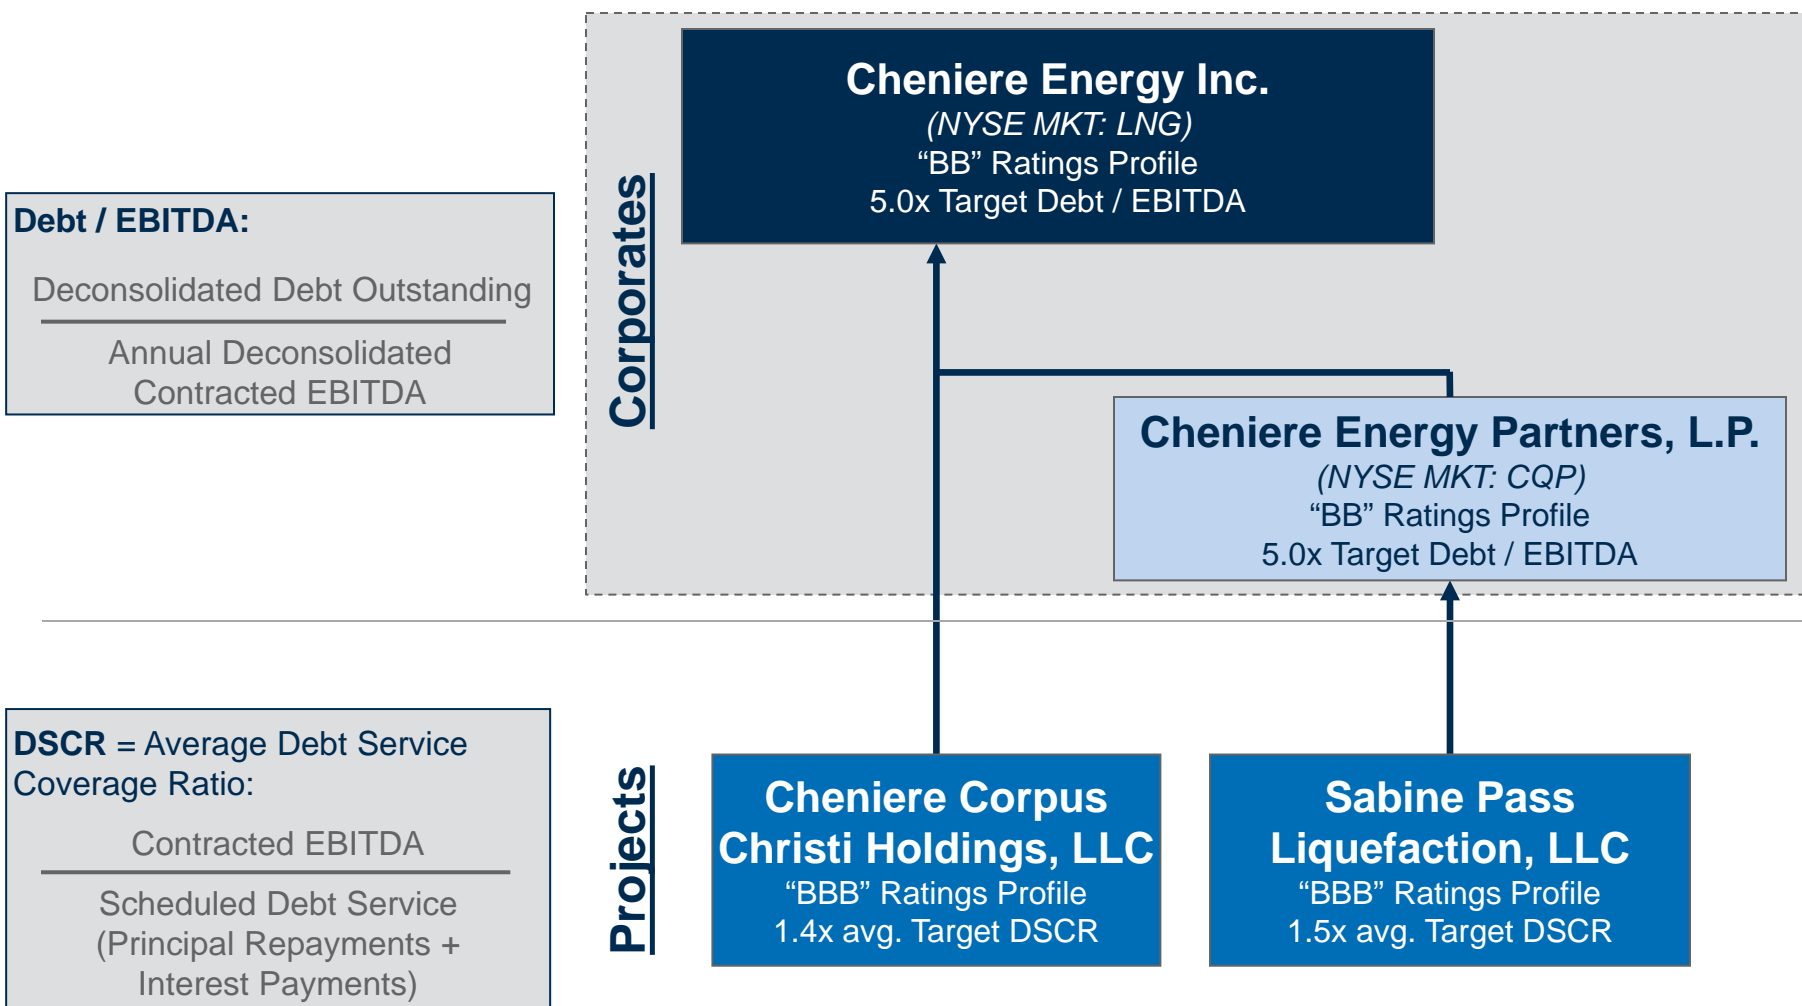 Cheniere Energy Inc.
(NYSE MKT: LNG)
“BB” Ratings Profile
5.0x Target Debt / EBITDA
Corporates
Debt / EBITDA:
Deconsolidated Debt Outstanding
Annual Deconsolidated
Contracted EBITDA
Cheniere Energy Partners, L.P.
(NYSE MKT: CQP)
“BB” Ratings Profile
5.0x Target Debt / EBITDA
DSCR = Average Debt Service
Coverage Ratio:
Contracted EBITDA
Scheduled Debt Service
(Principal Repayments +
Interest Payments)
Projects
Cheniere Corpus
Christi Holdings, LLC
“BBB” Ratings Profile
1.4x avg. Target DSCR
Sabine Pass
Liquefaction, LLC
“BBB” Ratings Profile
1.5x avg. Target DSCR